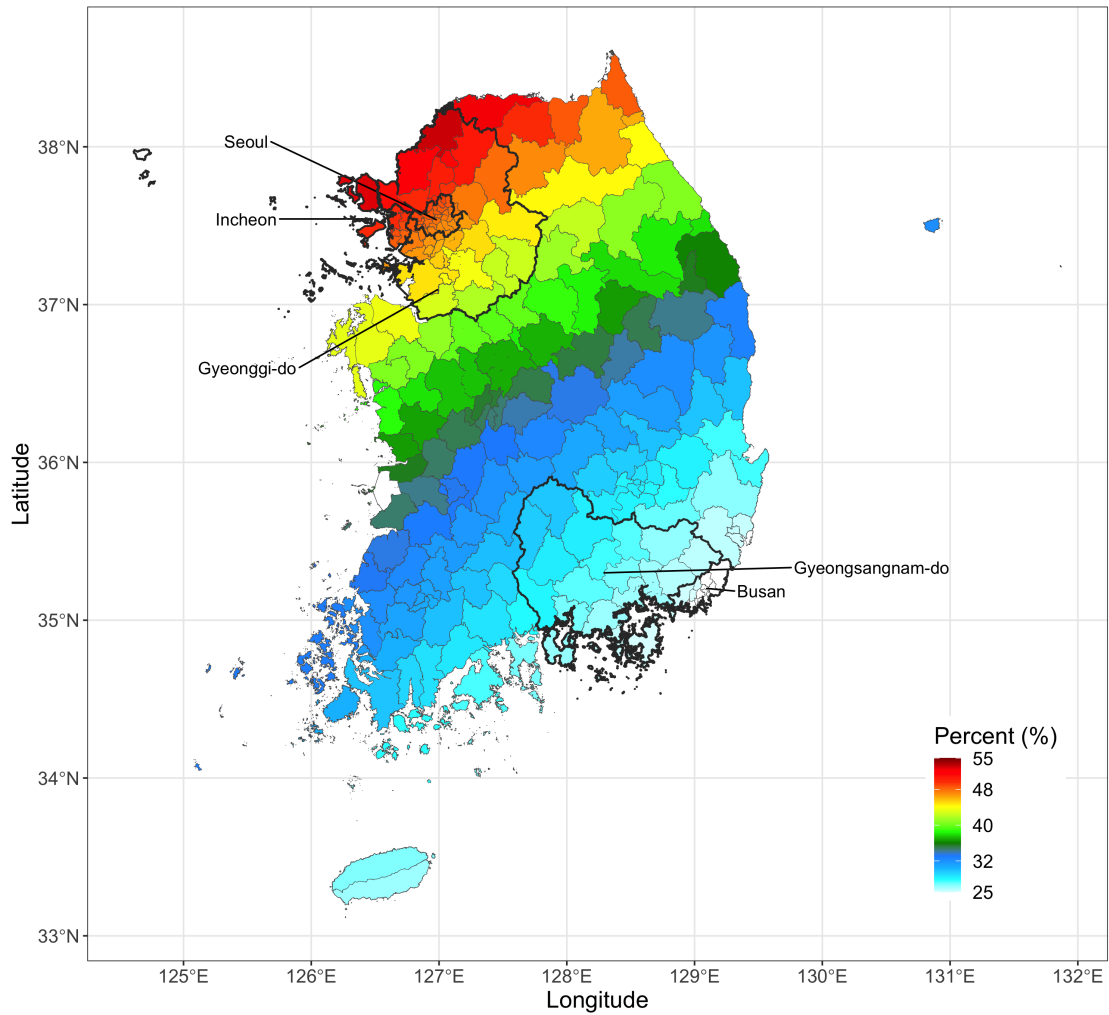 38°N
37°N
36°N
35°N
34°N
33°N
Latitude
Seoul
Incheon
Gyeonggi-do
Gyeongsangnam-do
Busan
Percent (%)
55
48
40
32
25
125°E
126°E
127°E
128°E
129°E
130°E
131°E
132°E
Longitude